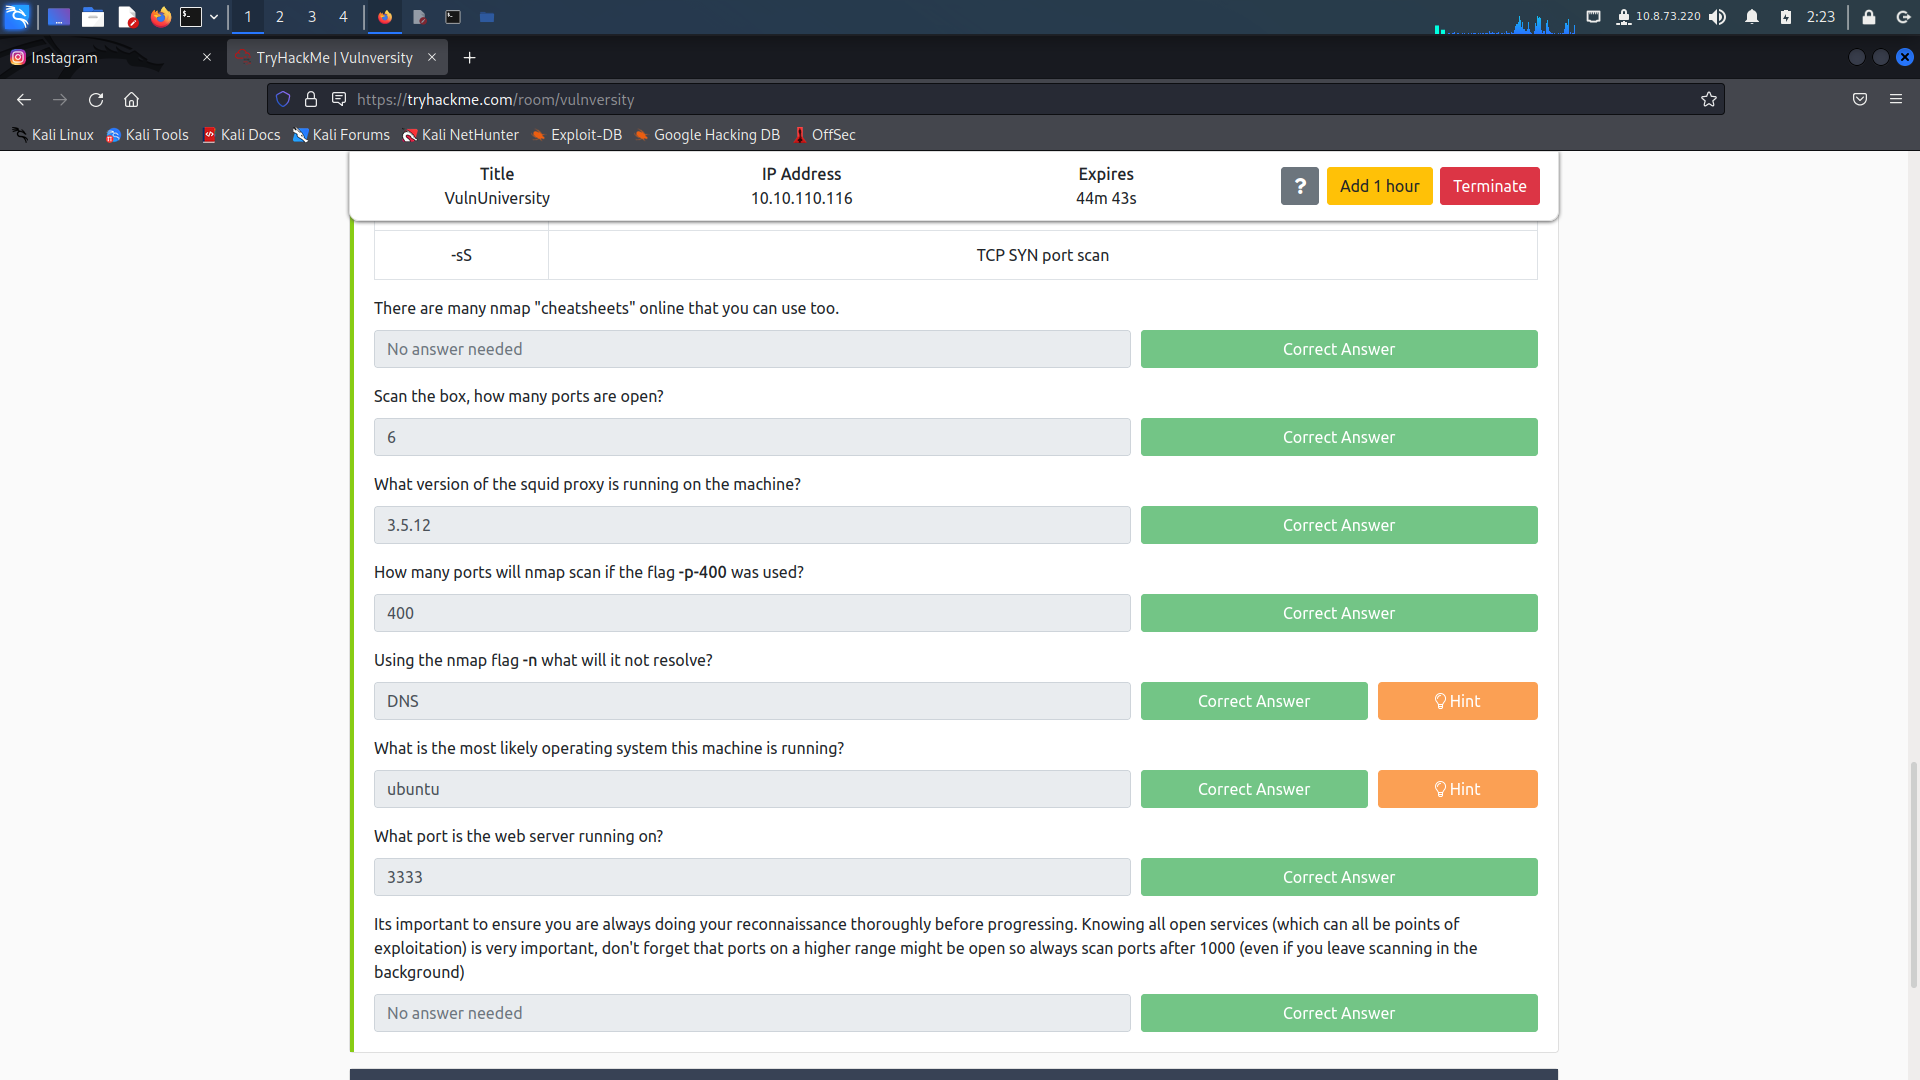 1 2 3 4 10.8.73.220 2:23
Instagram TryHackMe | Vulnversity
https://tryhackme.com/room/vulnversity
Kali Linux Kali Tools Kali Docs Kali Forums Kali NetHunter Exploit-DB Google Hacking DB OffSec
Title IP Address Expires
VulnUniversity 10.10.110.116 44m 43s
? Add 1 hour Terminate
-sS TCP SYN port scan
There are many nmap "cheatsheets" online that you can use too.
No answer needed Correct Answer
Scan the box, how many ports are open?
6 Correct Answer
What version of the squid proxy is running on the machine?
3.5.12 Correct Answer
How many ports will nmap scan if the flag -p-400 was used?
400 Correct Answer
Using the nmap flag -n what will it not resolve?
DNS Correct Answer Hint
What is the most likely operating system this machine is running?
ubuntu Correct Answer Hint
What port is the web server running on?
3333 Correct Answer
Its important to ensure you are always doing your reconnaissance thoroughly before progressing. Knowing all open services (which can all be points of
exploitation) is very important, don't forget that ports on a higher range might be open so always scan ports after 1000 (even if you leave scanning in the
background)
No answer needed Correct Answer